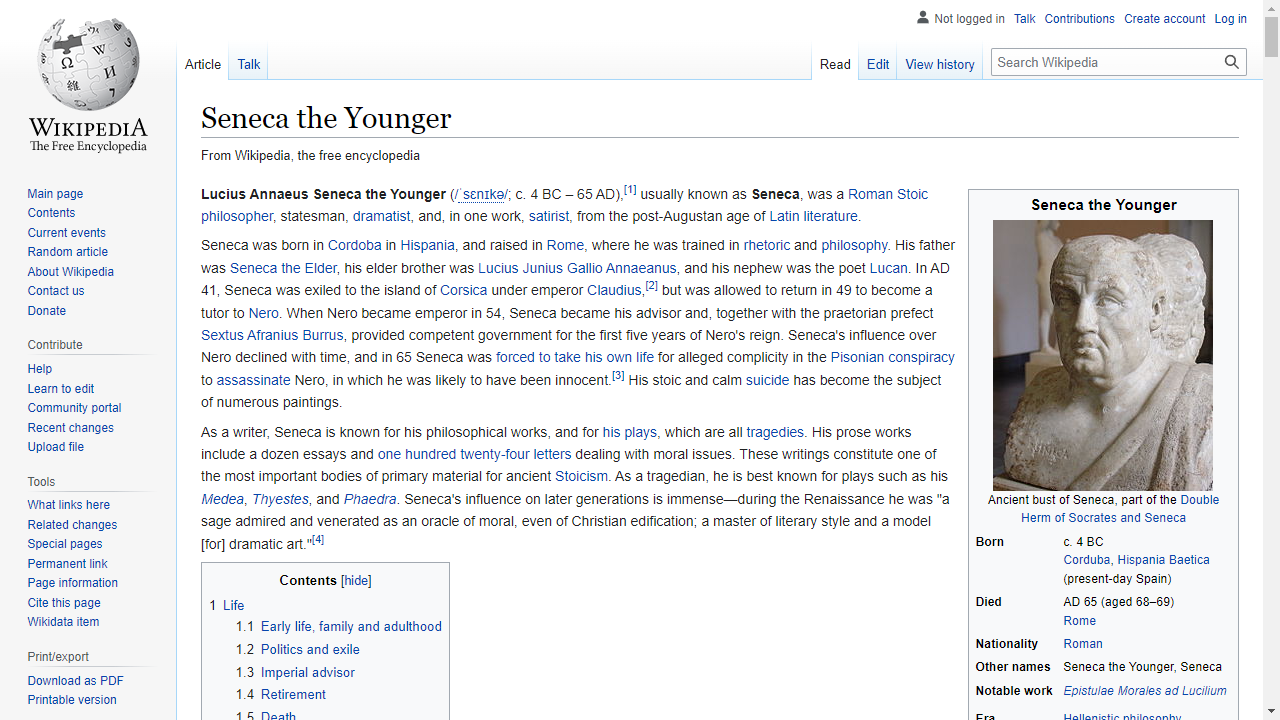 Not logged in Talk Contributions Create account Log in
Article Talk Read Edit View history Search Wikipedia
WIKIPEDIA
The Free Encyclopedia
Main page
Contents
Current events
Random article
About Wikipedia
Contact us
Donate
Contribute
Help
Learn to edit
Community portal
Recent changes
Upload file
Tools
What links here
Related changes
Special pages
Permanent link
Page information
Cite this page
Wikidata item
Print/export
Download as PDF
Printable version
Seneca the Younger
From Wikipedia, the free encyclopedia
Lucius Annaeus Seneca the Younger (/ˈsɛnɪkə/; c. 4 BC – 65 AD),[1] usually known as Seneca, was a Roman Stoic
philosopher, statesman, dramatist, and, in one work, satirist, from the post-Augustan age of Latin literature.
Seneca was born in Cordoba in Hispania, and raised in Rome, where he was trained in rhetoric and philosophy. His father
was Seneca the Elder, his elder brother was Lucius Junius Gallio Annaeanus, and his nephew was the poet Lucan. In AD
41, Seneca was exiled to the island of Corsica under emperor Claudius,[2] but was allowed to return in 49 to become a
tutor to Nero. When Nero became emperor in 54, Seneca became his advisor and, together with the praetorian prefect
Sextus Afranius Burrus, provided competent government for the first five years of Nero's reign. Seneca's influence over
Nero declined with time, and in 65 Seneca was forced to take his own life for alleged complicity in the Pisonian conspiracy
to assassinate Nero, in which he was likely to have been innocent.[3] His stoic and calm suicide has become the subject
of numerous paintings.
As a writer, Seneca is known for his philosophical works, and for his plays, which are all tragedies. His prose works
include a dozen essays and one hundred twenty-four letters dealing with moral issues. These writings constitute one of
the most important bodies of primary material for ancient Stoicism. As a tragedian, he is best known for plays such as his
Medea, Thyestes, and Phaedra. Seneca's influence on later generations is immense—during the Renaissance he was "a
sage admired and venerated as an oracle of moral, even of Christian edification; a master of literary style and a model
[for] dramatic art."[4]
Contents [hide]
1 Life
1.1 Early life, family and adulthood
1.2 Politics and exile
1.3 Imperial advisor
1.4 Retirement
1.5 Death
Seneca the Younger
Ancient bust of Seneca, part of the Double
Herm of Socrates and Seneca
Born c. 4 BC
Corduba, Hispania Baetica
(present-day Spain)
Died AD 65 (aged 68–69)
Rome
Nationality Roman
Other names Seneca the Younger, Seneca
Notable work Epistulae Morales ad Lucilium
Era Hellenistic philosophy